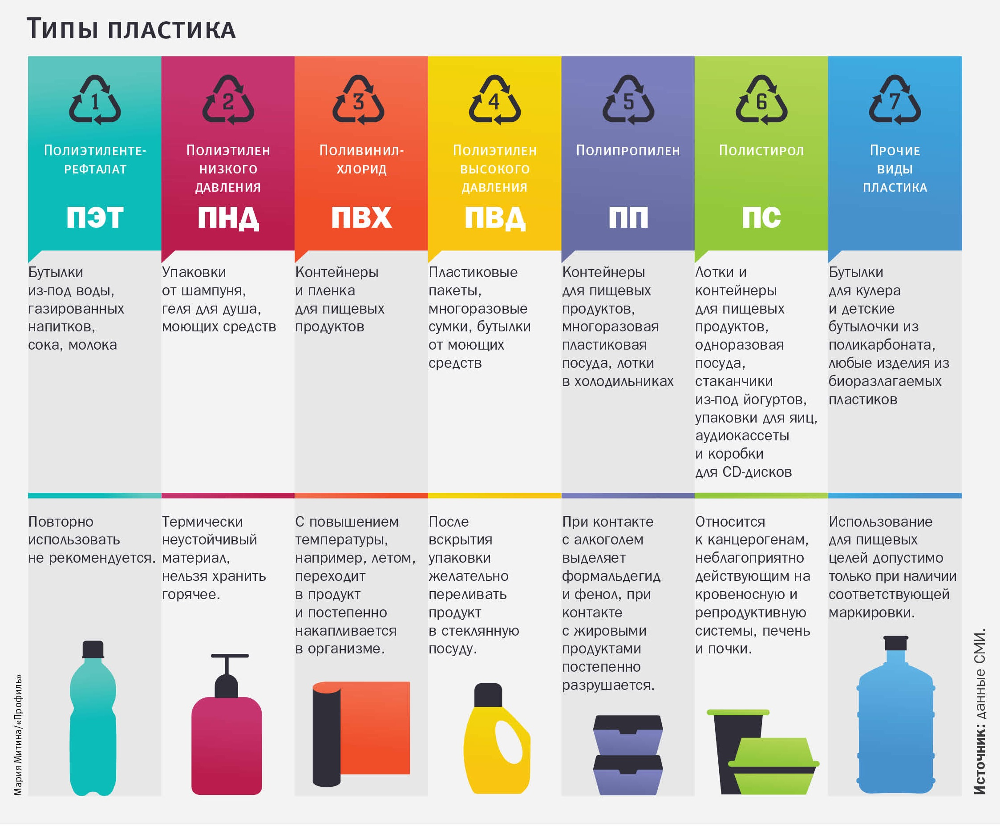 Типы пластика
1
Полиэтиленте-
рефталат
ПЭТ
Бутылки
из-под воды,
газированных
напитков,
сока, молока
Повторно
использовать
не рекомендуется.
2
Полиэтилен
низкого
давления
ПНД
Упаковки
от шампуня,
геля для душа,
моющих средств
Термически
неустойчивый
материал,
нельзя хранить
горячее.
3
Поливинил-
хлорид
ПВХ
Контейнеры
и пленка
для пищевых
продуктов
С повышением
температуры,
например, летом,
переходит
в продукт
и постепенно
накапливается
в организме.
4
Полиэтилен
высокого
давления
ПВД
Пластиковые
пакеты,
многоразовые
сумки, бутылки
от моющих
средств
После
вскрытия
упаковки
желательно
переливать
продукт
в стеклянную
посуду.
5
Полипропилен
ПП
Контейнеры
для пищевых
продуктов,
многоразовая
пластиковая
посуда, лотки
в холодильниках
При контакте
с алкоголем
выделяет
формальдегид
и фенол, при
контакте
с жировыми
продуктами
постепенно
разрушается.
6
Полистирол
ПС
Лотки и
контейнеры
для пищевых
продуктов,
одноразовая
посуда,
стаканчики
из-под йогуртов,
упаковки для яиц,
аудиокассеты
и коробки
для CD-дисков
Относится
к канцерогенам,
неблагоприятно
действующим на
кровеносную и
репродуктивную
системы, печень
и почки.
7
Прочие
виды
пластика
Бутылки
для кулера
и детские
бутылочки из
поликарбоната,
любые изделия из
биоразлагаемых
пластиков
Использование
для пищевых
целей допустимо
только при наличии
соответствующей
маркировки.
Мария Митина/«Профиль»
Источник: данные СМИ.